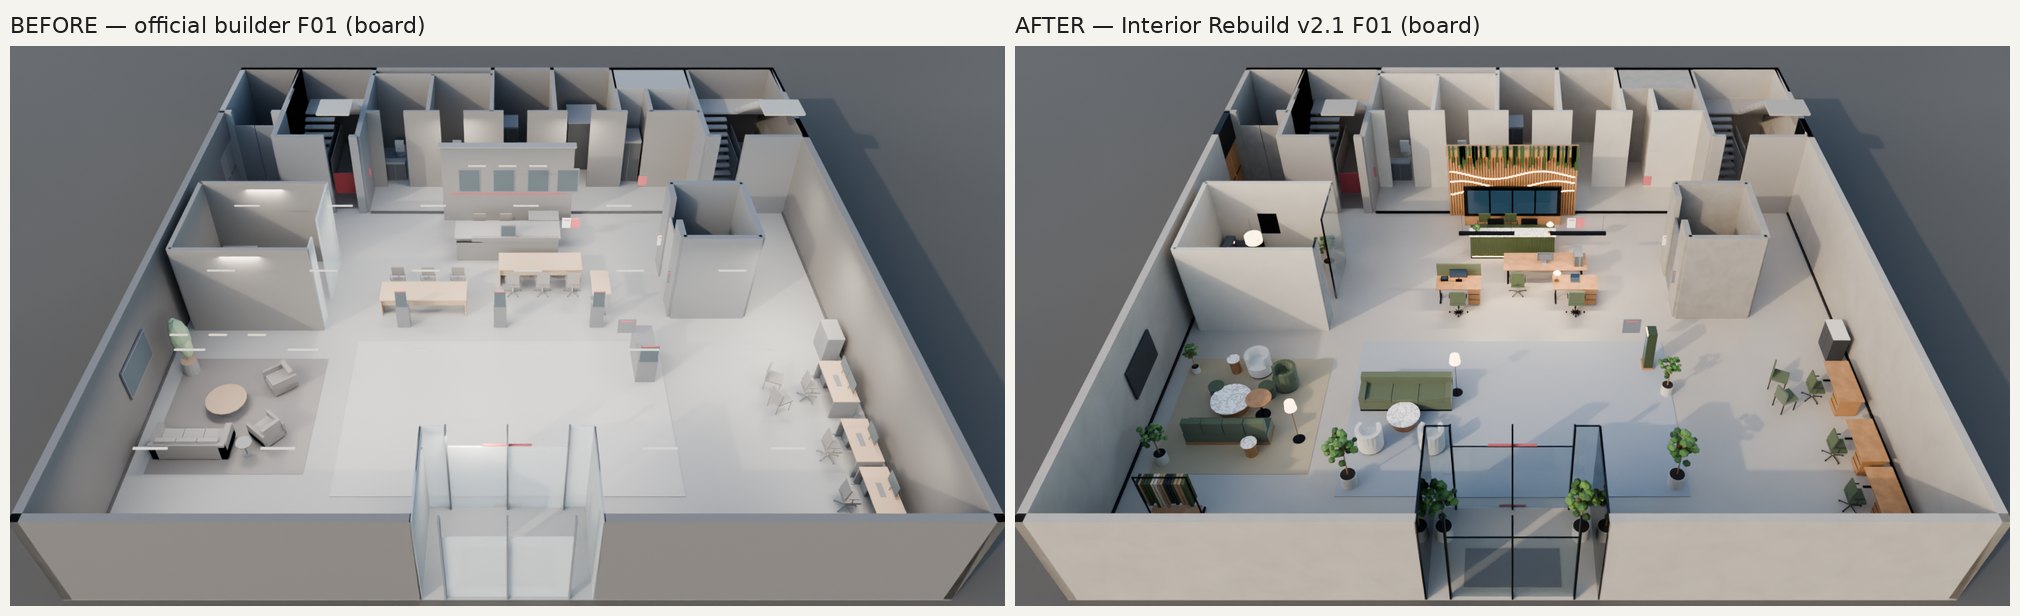 BEFORE — official builder F01 (board)
AFTER — Interior Rebuild v2.1 F01 (board)